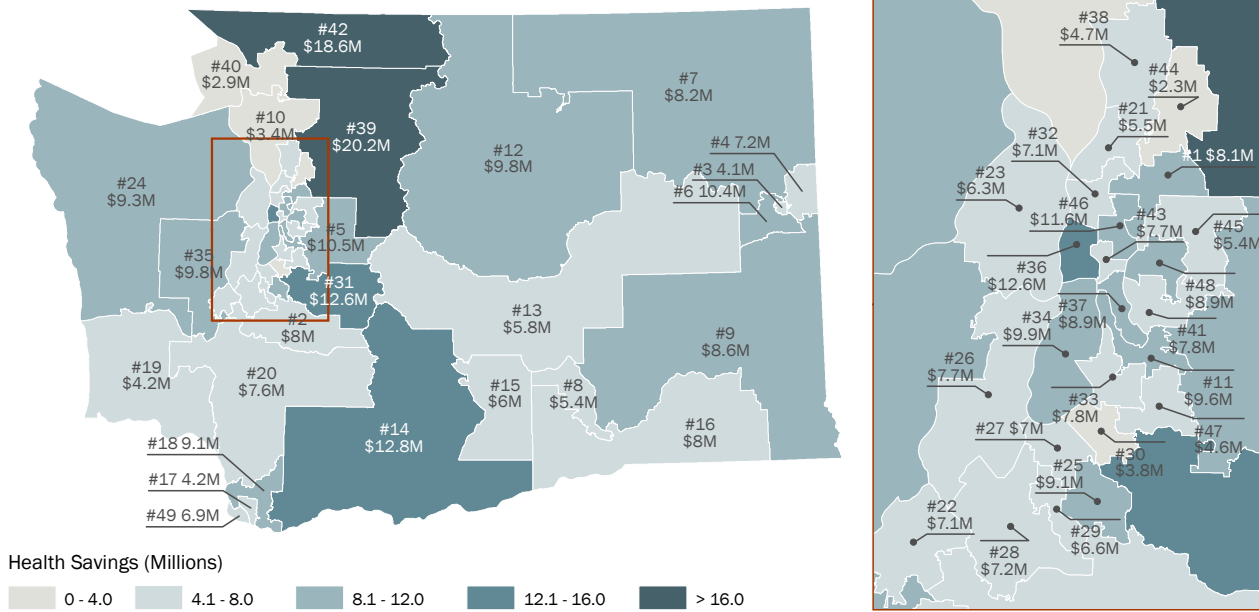 #42
$18.6M
#40
$2.9M
#7
$8.2M
#10
$3.4M
#39
$20.2M
#4 7.2M
#12
$9.8M
#3 4.1M
#24
$9.3M
#6 10.4M
#5
$10.5M
#35
$9.8M
#31
$12.6M
#13
$5.8M
#2
$8M
#9
$8.6M
#19
$4.2M
#20
$7.6M
#15
$6M
#8
$5.4M
#14
$12.8M
#16
$8M
#18 9.1M
#17 4.2M
#49 6.9M
Health Savings (Millions)
0 - 4.0
4.1 - 8.0
8.1 - 12.0
12.1 - 16.0
> 16.0
#38
$4.7M
#44
$2.3M
#21
$5.5M
#32
$7.1M
#1 $8.1M
#23
$6.3M
#46
$11.6M
#43
$7.7M
#45
$5.4M
#36
$12.6M
#48
$8.9M
#37
$8.9M
#34
$9.9M
#41
$7.8M
#26
$7.7M
#11
$9.6M
#33
$7.8M
#27 $7M
#47
$4.6M
#30
$3.8M
#25
$9.1M
#22
$7.1M
#29
$6.6M
#28
$7.2M